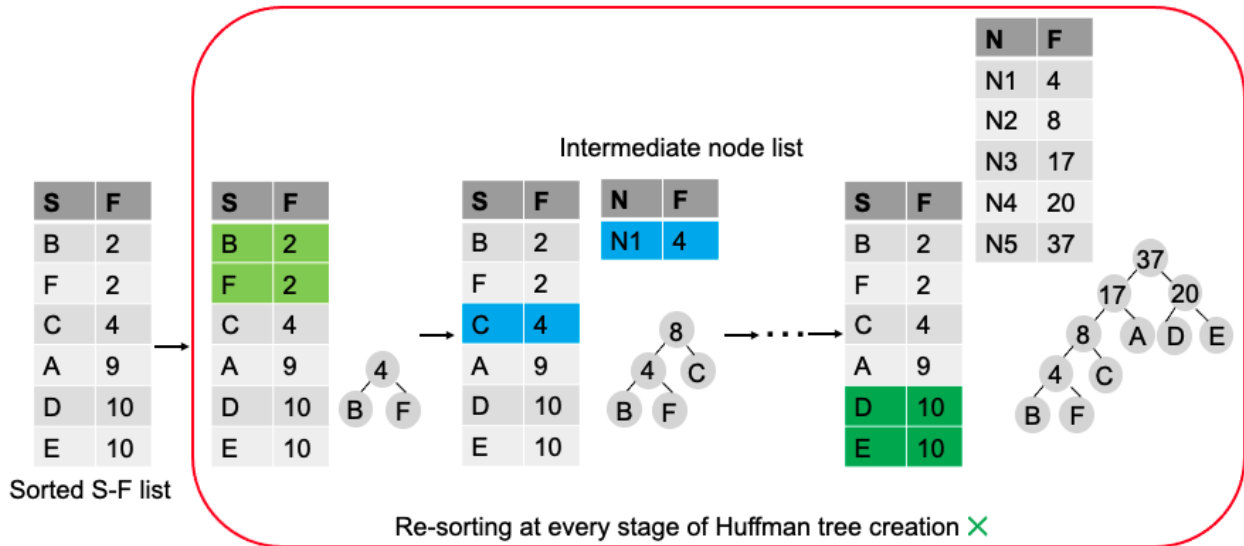 N F
N1 4
N2 8
N3 17
N4 20
N5 37
Intermediate node list
S F
B 2
F 2
C 4
A 9
D 10
E 10
Sorted S-F list
S F
B 2
F 2
C 4
A 9
D 10
E 10
4
B F
S F
B 2
F 2
C 4
A 9
D 10
E 10
N F
N1 4
8
4 C
B F
...
S F
B 2
F 2
C 4
A 9
D 10
E 10
37
17 20
8 A D E
4 C
B F
Re-sorting at every stage of Huffman tree creation ×